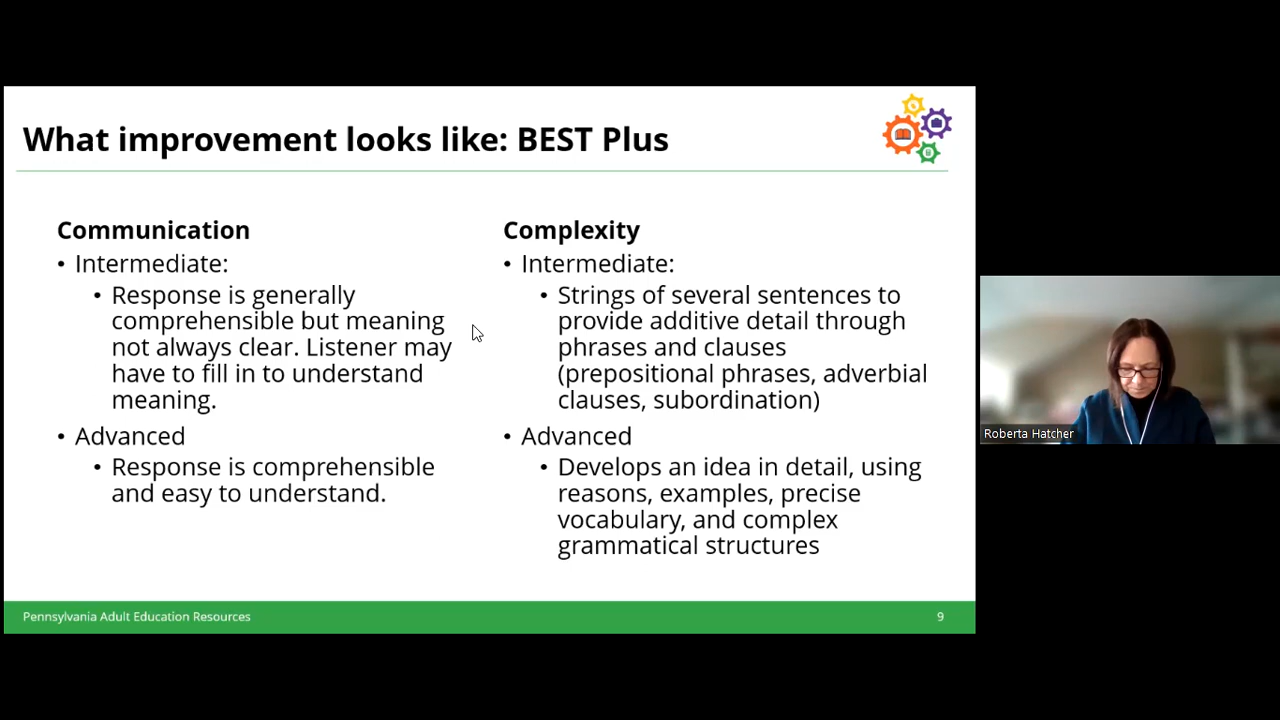 What improvement looks like: BEST Plus
Communication
• Intermediate:
• Response is generally
comprehensible but meaning
not always clear. Listener may
have to fill in to understand
meaning.
• Advanced
• Response is comprehensible
and easy to understand.
Complexity
• Intermediate:
• Strings of several sentences to
provide additive detail through
phrases and clauses
(prepositional phrases, adverbial
clauses, subordination)
• Advanced
• Develops an idea in detail, using
reasons, examples, precise
vocabulary, and complex
grammatical structures
Roberta Hatcher
Pennsylvania Adult Education Resources
9